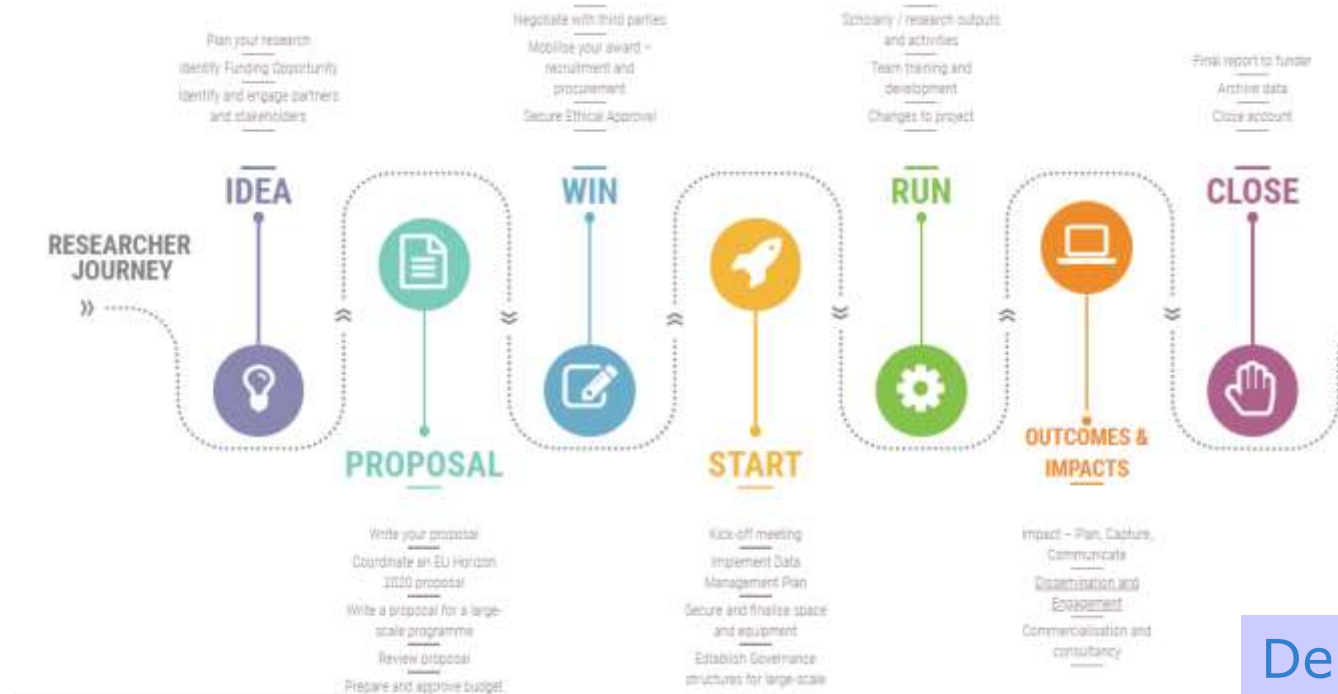 RESEARCHER
JOURNEY
Plan your research
Identify Funding Opportunity
Identify and engage partners
and stakeholders
IDEA
PROPOSAL
Write your proposal
Coordinate an EU Horizon
2020 proposal
Write a proposal for a large-
scale programme
Review proposal
Prepare and approve budget
Negotiate with third parties
Mobilise your award –
recruitment and
procurement
Secure Ethical Approval
WIN
START
Kick-off meeting
Implement Data
Management Plan
Secure and finalise space
and equipment
Establish Governance
structures for large-scale
Scholarly / research outputs
and activities
Team training and
development
Changes to project
RUN
OUTCOMES &
IMPACTS
Impact – Plan, Capture,
Communicate
Dissemination and
Engagement
Commercialisation and
consultancy
Final report to funder
Archive data
Close account
CLOSE
De